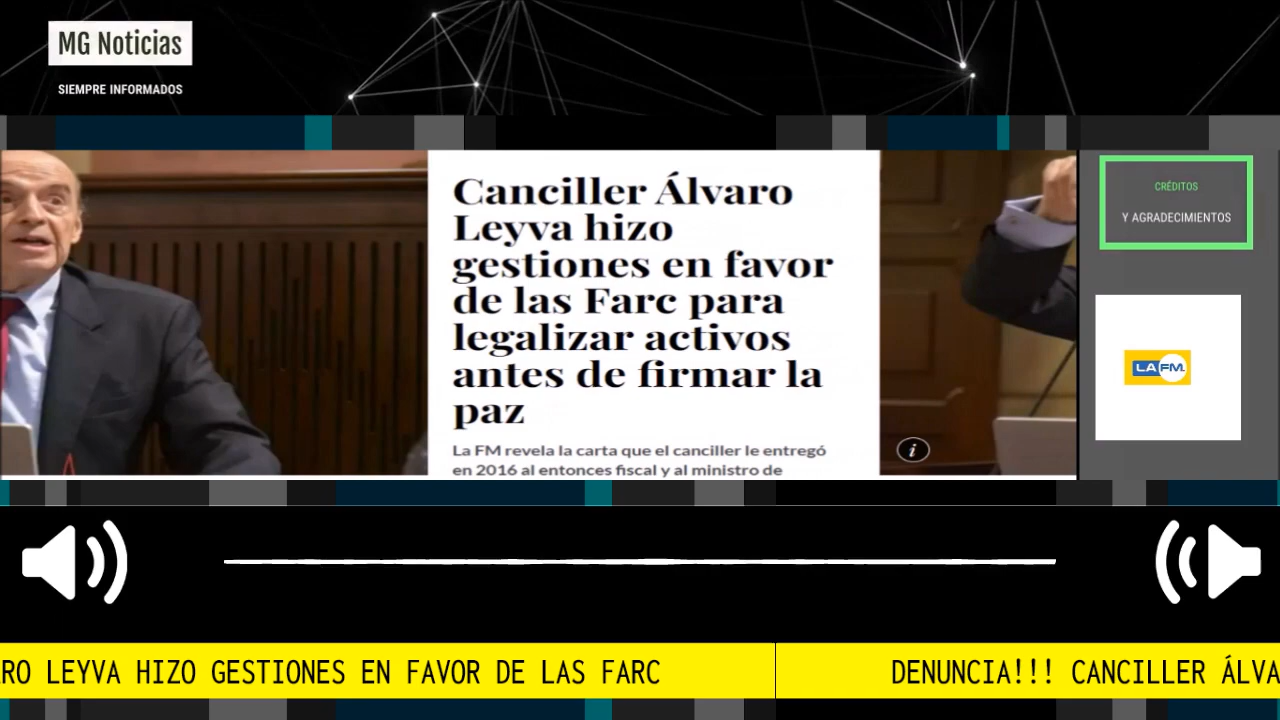 MG Noticias
SIEMPRE INFORMADOS
Canciller Álvaro
Leyva hizo
gestiones en favor
de las Farc para
legalizar activos
antes de firmar la
paz
La FM revela la carta que el canciller le entregó
en 2016 al entonces fiscal y al ministro de
i
CRÉDITOS
Y AGRADECIMIENTOS
LA FM
RO LEYVA HIZO GESTIONES EN FAVOR DE LAS FARC
DENUNCIA!!! CANCILLER ÁLVA